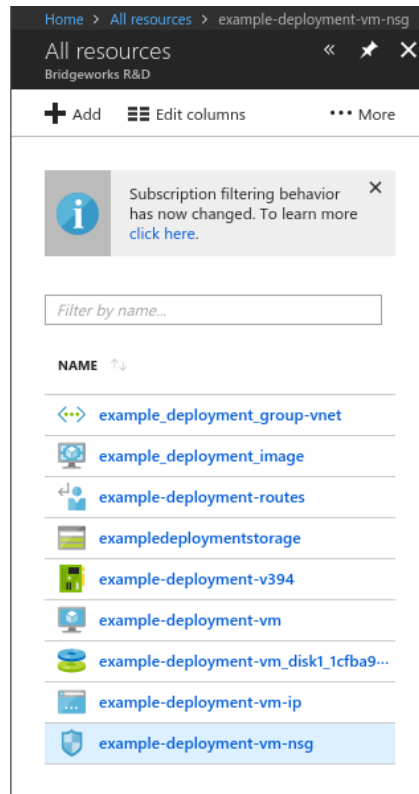 Home > All resources > example-deployment-vm-nsg
All resources
Bridgeworks R&D
Add Edit columns More
Subscription filtering behavior
has now changed. To learn more
click here.
Filter by name...
NAME
example_deployment_group-vnet
example_deployment_image
example-deployment-routes
exampledeploymentstorage
example-deployment-v394
example-deployment-vm
example-deployment-vm_disk1_1cfba9···
example-deployment-vm-ip
example-deployment-vm-nsg